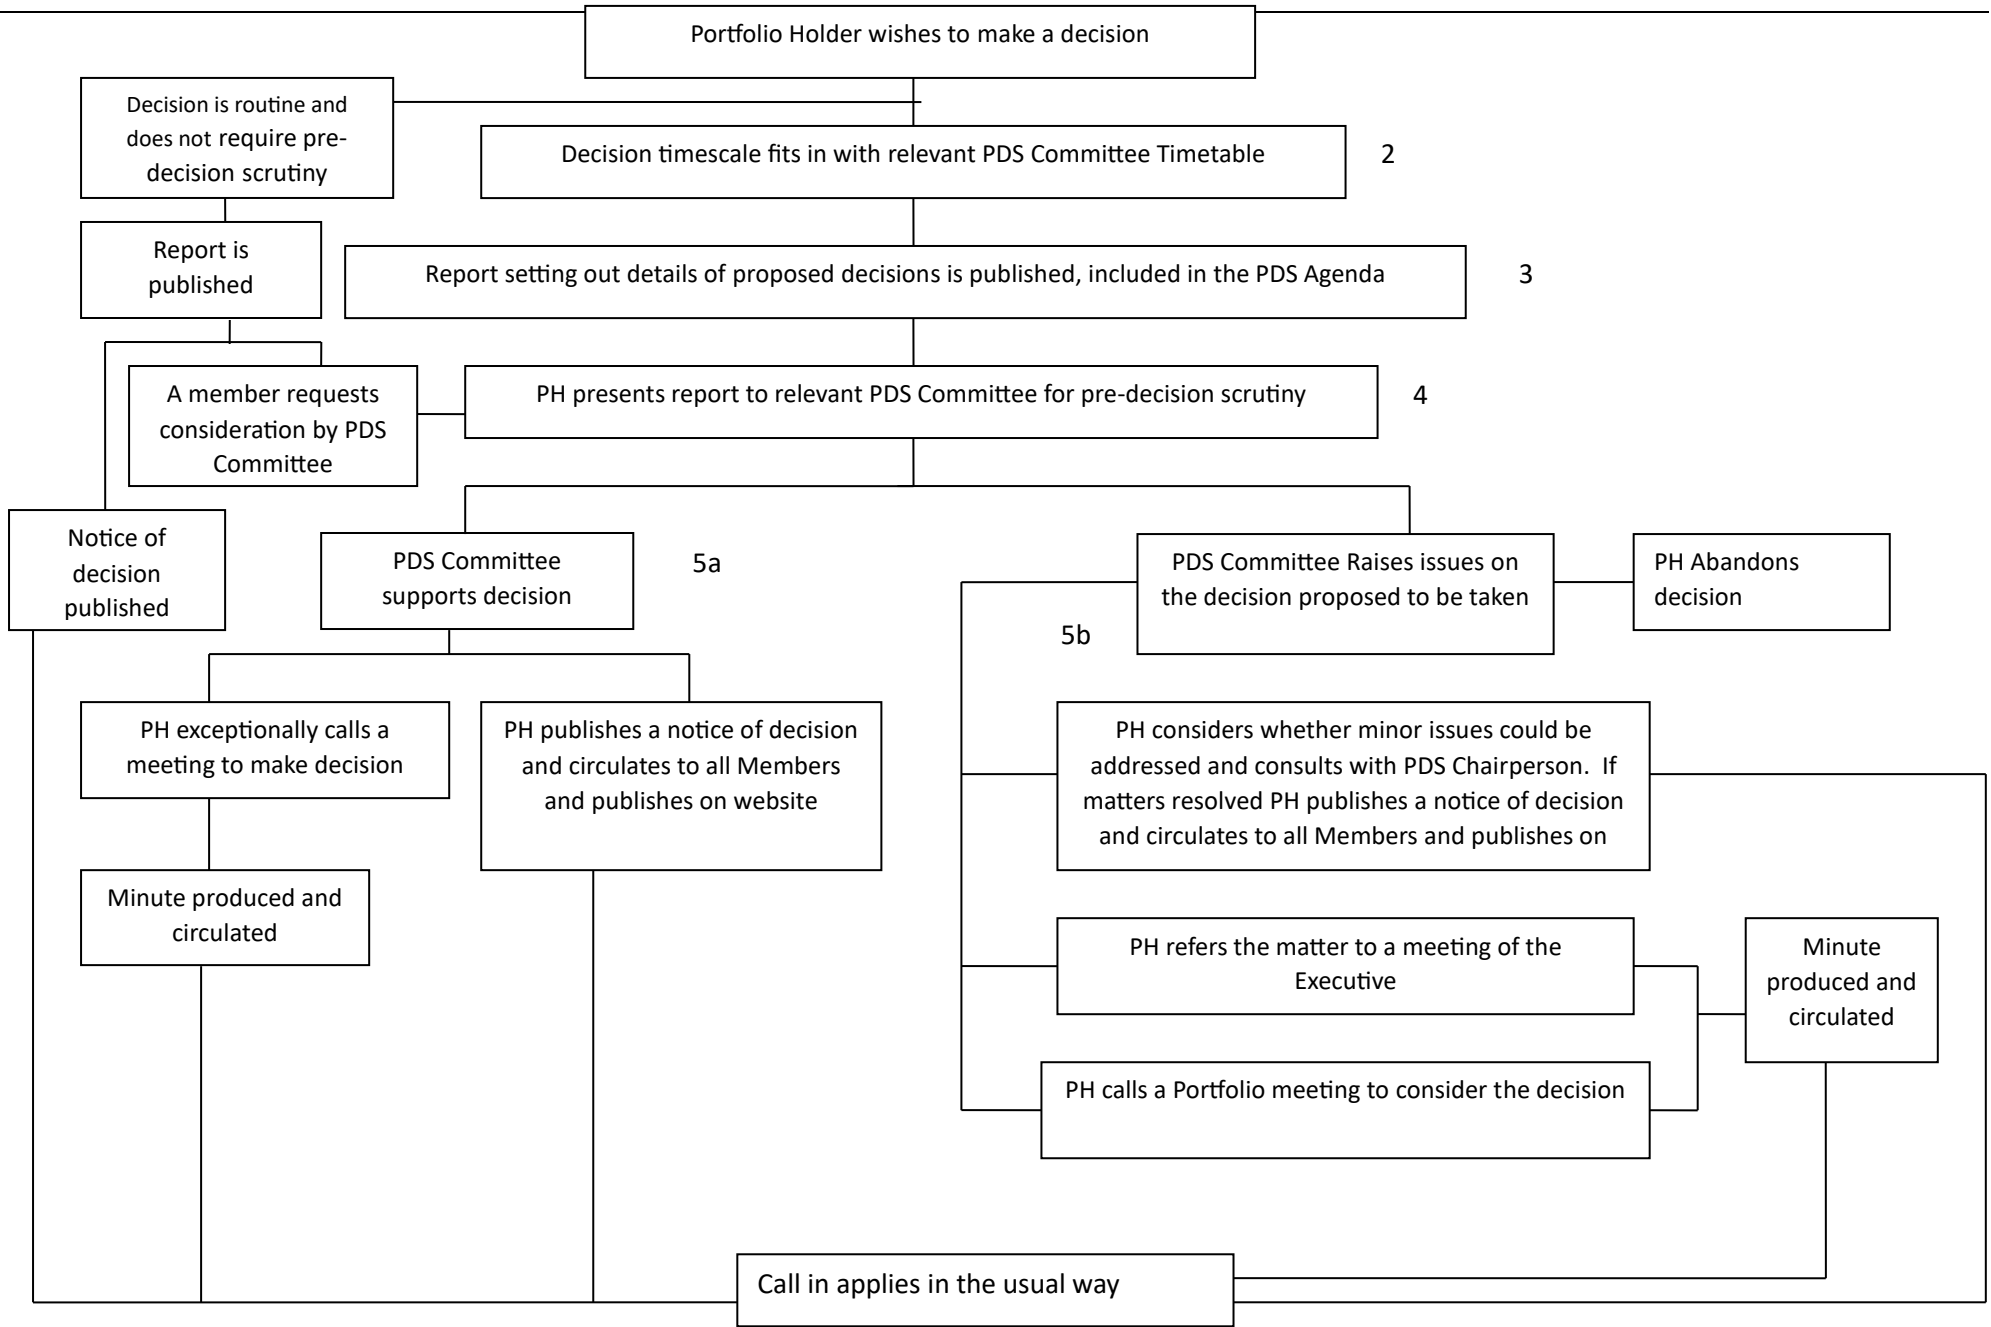 Portfolio Holder wishes to make a decision
Decision is routine and
does not require pre-
decision scrutiny
Decision timescale fits in with relevant PDS Committee Timetable
2
Report is
published
Report setting out details of proposed decisions is published, included in the PDS Agenda
3
A member requests
consideration by PDS
Committee
PH presents report to relevant PDS Committee for pre-decision scrutiny
4
Notice of
decision
published
PDS Committee
supports decision
5a
PDS Committee Raises issues on
the decision proposed to be taken
PH Abandons
decision
5b
PH exceptionally calls a
meeting to make decision
PH publishes a notice of decision
and circulates to all Members
and publishes on website
PH considers whether minor issues could be
addressed and consults with PDS Chairperson.  If
matters resolved PH publishes a notice of decision
and circulates to all Members and publishes on
Minute produced and
circulated
PH refers the matter to a meeting of the
Executive
Minute
produced and
circulated
PH calls a Portfolio meeting to consider the decision
Call in applies in the usual way